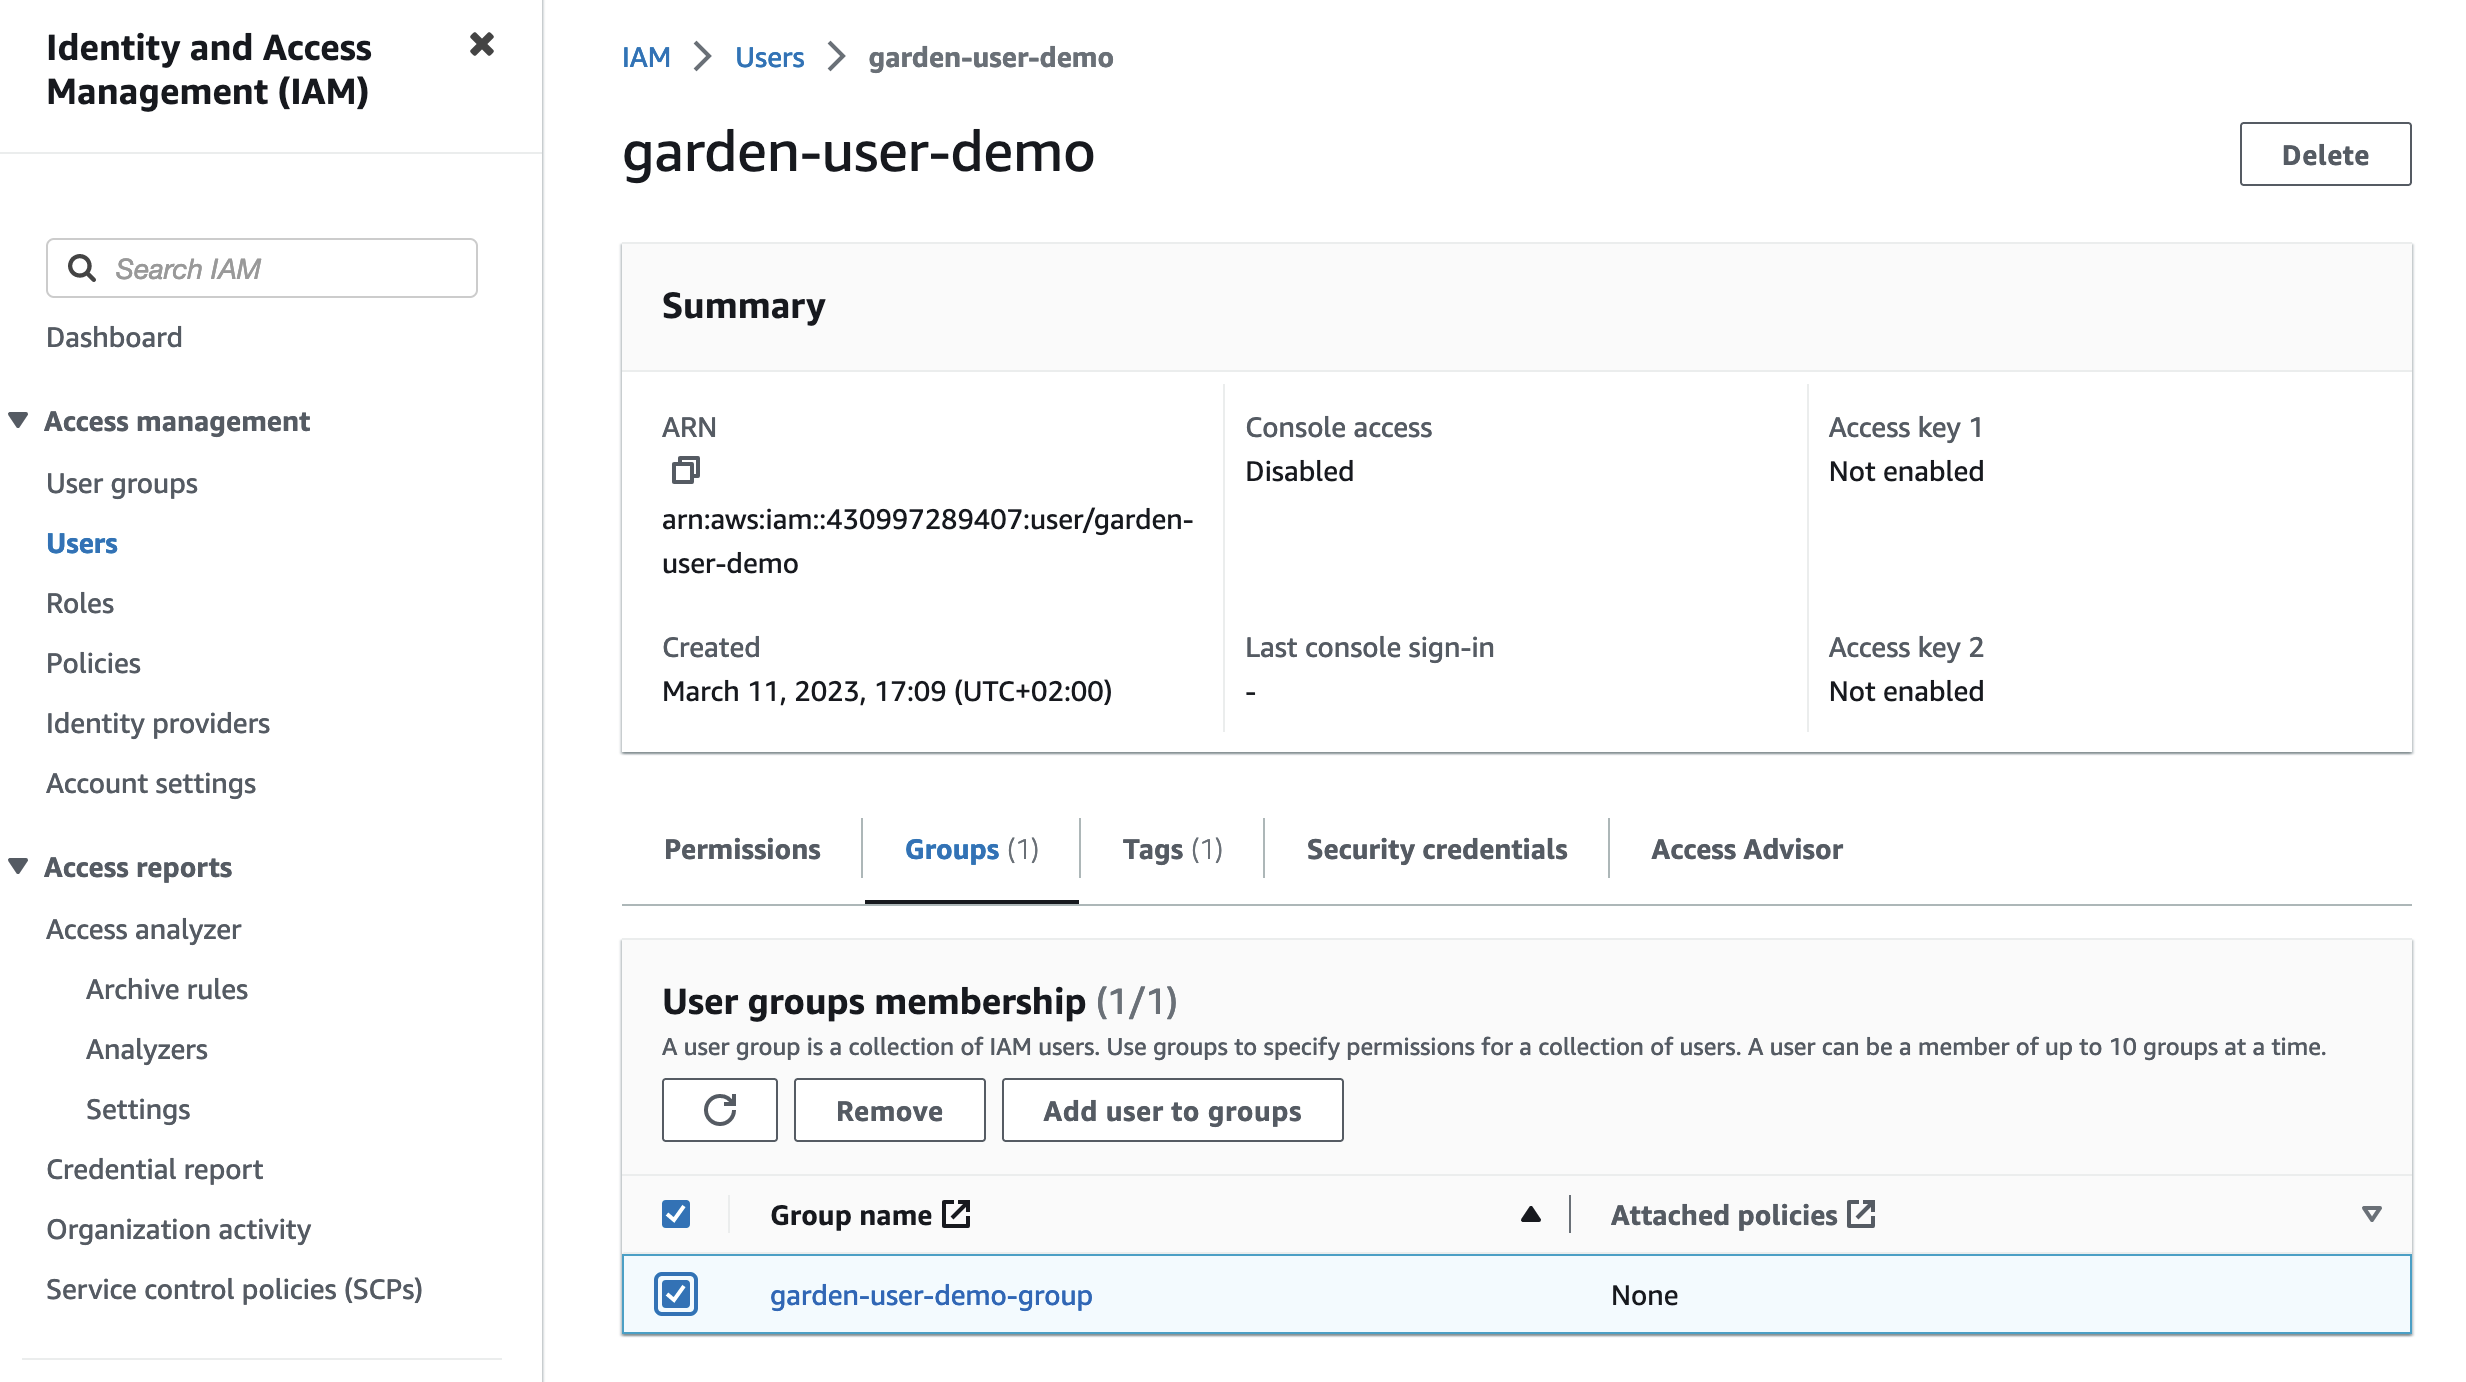 Identity and Access
Management (IAM)
Search IAM
Dashboard
Access management
User groups
Users
Roles
Policies
Identity providers
Account settings
Access reports
Access analyzer
Archive rules
Analyzers
Settings
Credential report
Organization activity
Service control policies (SCPs)
IAM > Users > garden-user-demo
garden-user-demo
Delete
Summary
ARN
arn:aws:iam::430997289407:user/garden-
user-demo
Console access
Disabled
Access key 1
Not enabled
Created
March 11, 2023, 17:09 (UTC+02:00)
Last console sign-in
-
Access key 2
Not enabled
Permissions
Groups (1)
Tags (1)
Security credentials
Access Advisor
User groups membership (1/1)
A user group is a collection of IAM users. Use groups to specify permissions for a collection of users. A user can be a member of up to 10 groups at a time.
Remove
Add user to groups
Group name
Attached policies
garden-user-demo-group
None